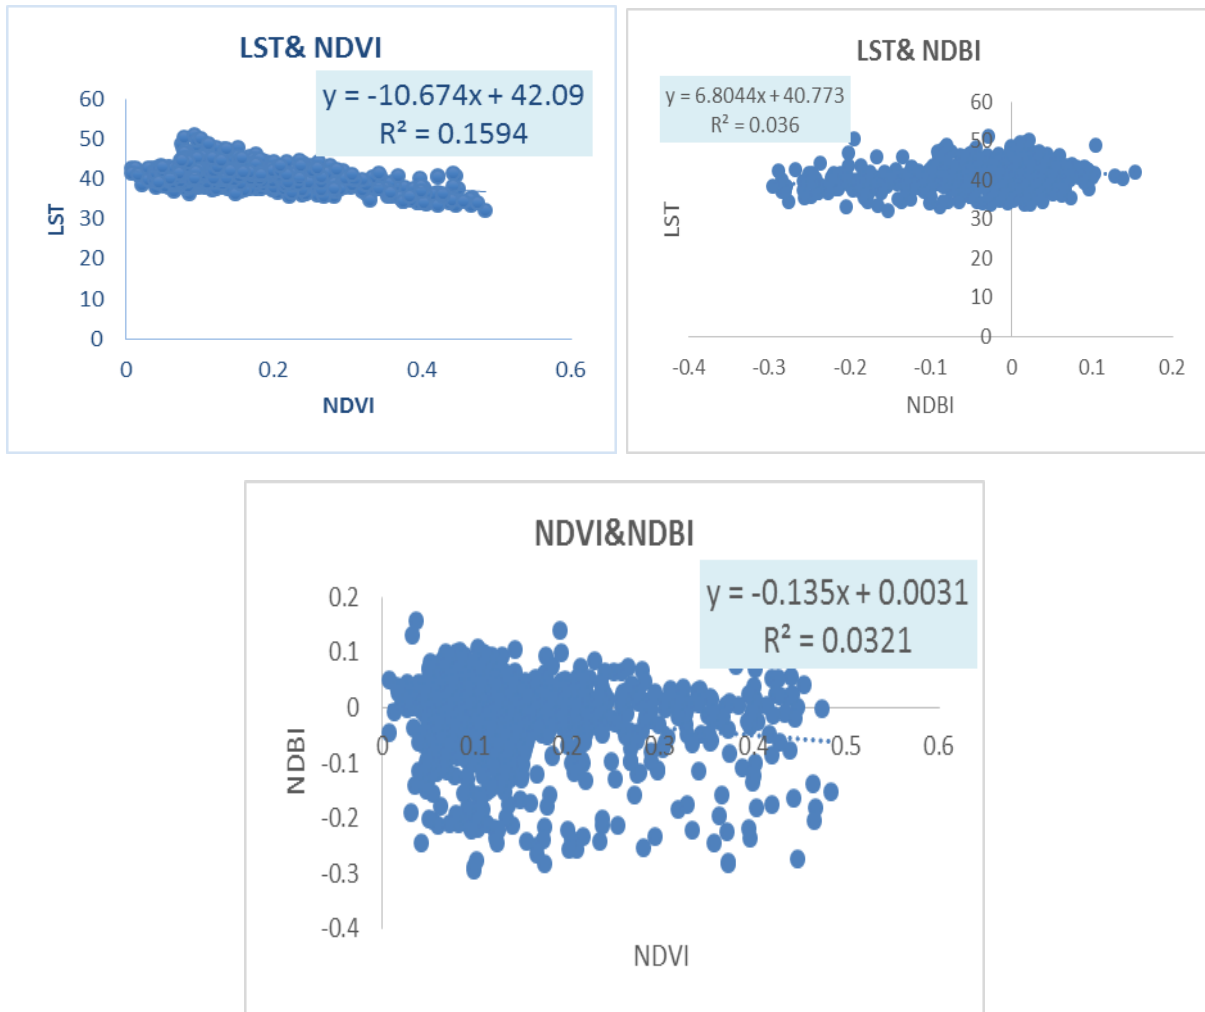 LST& NDVI
y = -10.674x + 42.09
R² = 0.1594
60
50
40
30
20
10
0
LST
0 0.2 0.4 0.6
NDVI
LST& NDBI
y = 6.8044x + 40.773
R² = 0.036
60
50
40
30
20
10
0
LST
-0.4 -0.3 -0.2 -0.1 0 0.1 0.2
NDBI
NDVI&NDBI
y = -0.135x + 0.0031
R² = 0.0321
0.2
0.1
0
-0.1
-0.2
-0.3
-0.4
NDBI
0 0.1 0.2 0.3 0.4 0.5 0.6
NDVI